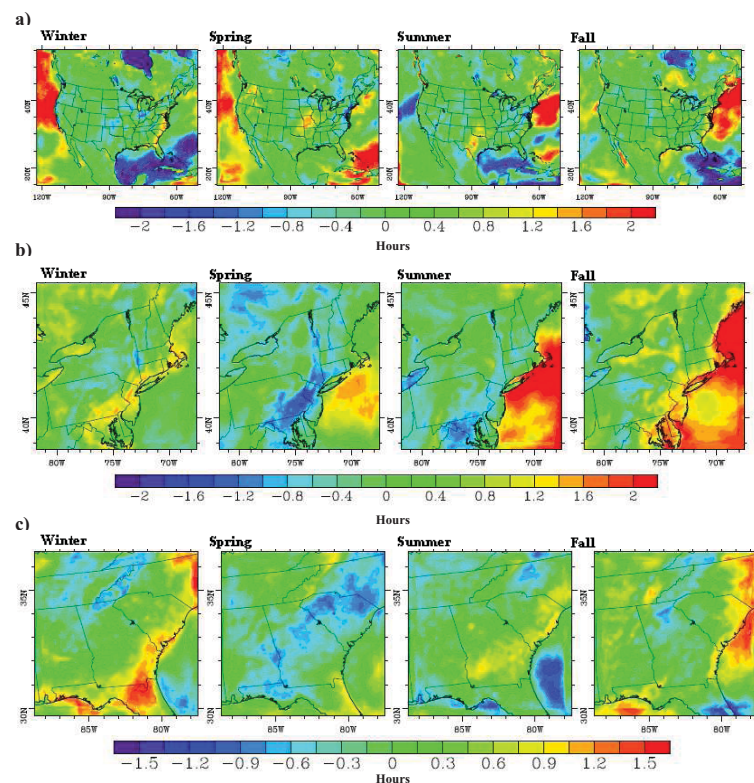 a)
Winter Spring Summer Fall
40N 40N 40N 40N
20N 20N 20N 20N
120W 90W 60W 120W 90W 60W 120W 90W 60W 120W 90W 60W
−2 −1.6 −1.2 −0.8 −0.4 0 0.4 0.8 1.2 1.6 2
Hours
b)
Winter Spring Summer Fall
45N 45N 45N 45N
40N 40N 40N 40N
80W 75W 70W 80W 75W 70W 80W 75W 70W 80W 75W 70W
−2 −1.6 −1.2 −0.8 −0.4 0 0.4 0.8 1.2 1.6 2
Hours
c)
Winter Spring Summer Fall
35N 35N 35N 35N
30N 30N 30N 30N
85W 80W 85W 80W 85W 80W 85W 80W
−1.5 −1.2 −0.9 −0.6 −0.3 0 0.3 0.6 0.9 1.2 1.5
Hours